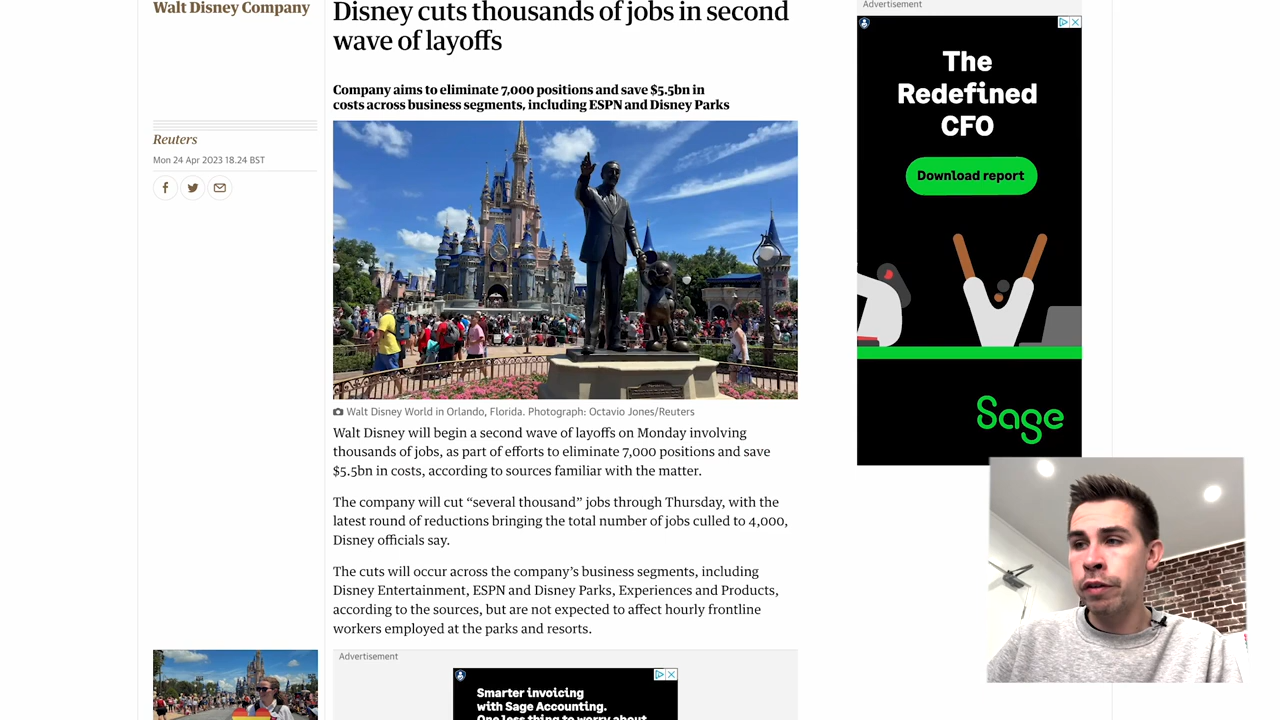 Walt Disney Company
Disney cuts thousands of jobs in second
wave of layoffs
Company aims to eliminate 7,000 positions and save $5.5bn in
costs across business segments, including ESPN and Disney Parks
Reuters
Mon 24 Apr 2023 18.24 BST
Walt Disney World in Orlando, Florida. Photograph: Octavio Jones/Reuters
Walt Disney will begin a second wave of layoffs on Monday involving
thousands of jobs, as part of efforts to eliminate 7,000 positions and save
$5.5bn in costs, according to sources familiar with the matter.
The company will cut “several thousand” jobs through Thursday, with the
latest round of reductions bringing the total number of jobs culled to 4,000,
Disney officials say.
The cuts will occur across the company’s business segments, including
Disney Entertainment, ESPN and Disney Parks, Experiences and Products,
according to the sources, but are not expected to affect hourly frontline
workers employed at the parks and resorts.
Advertisement
Smarter invoicing
with Sage Accounting.
One less thing to worry about
Advertisement
The
Redefined
CFO
Download report
Sage